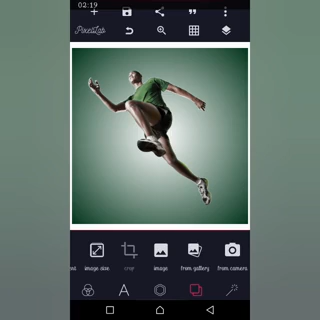 02:19
PixelLab
image size
crop
image
from gallery
from camera